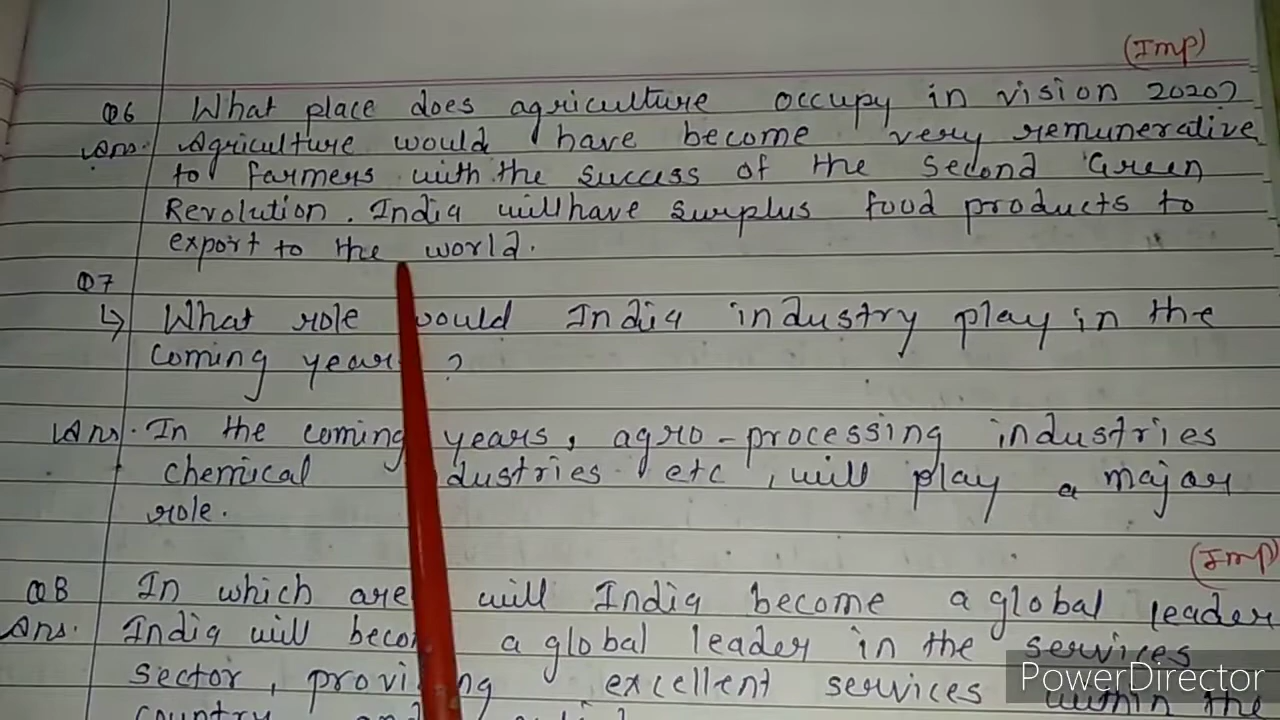 (Imp)
Q6 What place does agriculture occupy in vision 2020?
Ans. Agriculture would have become very remunerative
to farmers with the success of the second Green
Revolution. India will have surplus food products to
export to the world.
Q7
↳ What role would India industry play in the
coming years ?
Ans. In the coming years, agro-processing industries
chemical dustries etc, will play a major
role.
(Imp)
Q8 In which are will India become a global leader
Ans. India will beco a global leader in the services
sector, provi ng excellent services within the
country and
PowerDirector